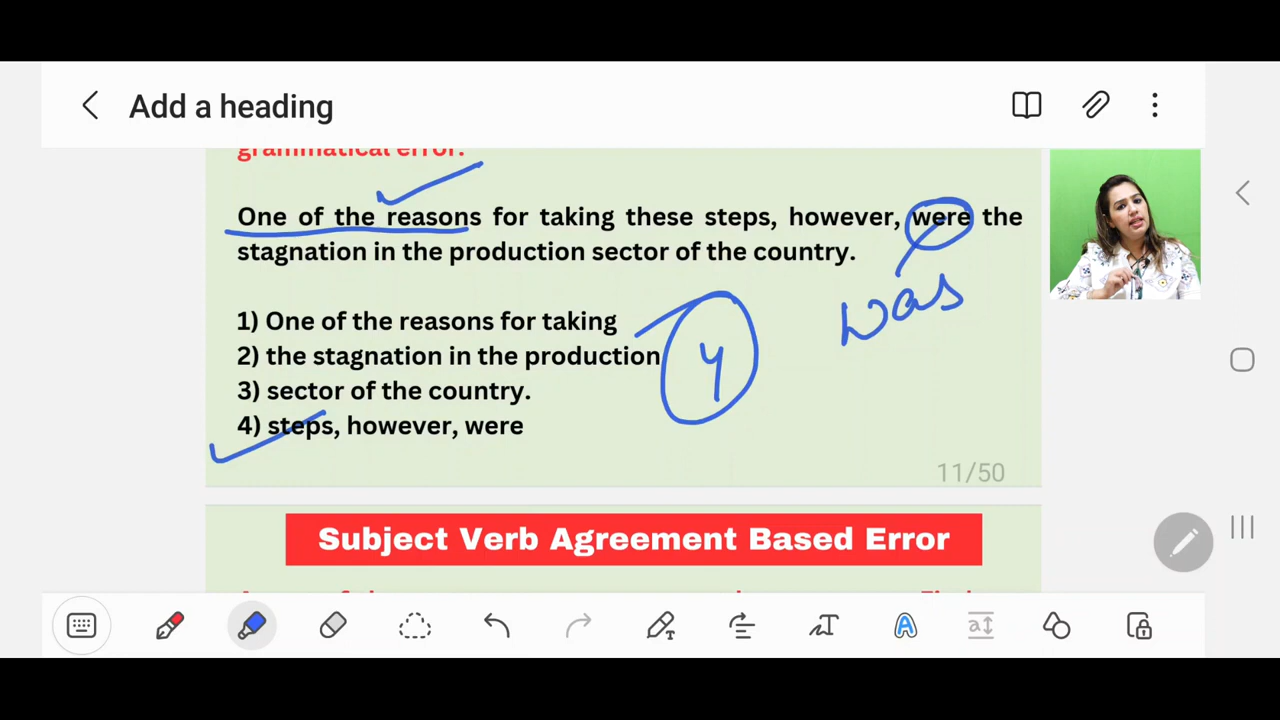 Add a heading
grammatical error.
One of the reasons for taking these steps, however, were the
stagnation in the production sector of the country.
was
1) One of the reasons for taking
2) the stagnation in the production
3) sector of the country.
4) steps, however, were
4
11/50
Subject Verb Agreement Based Error